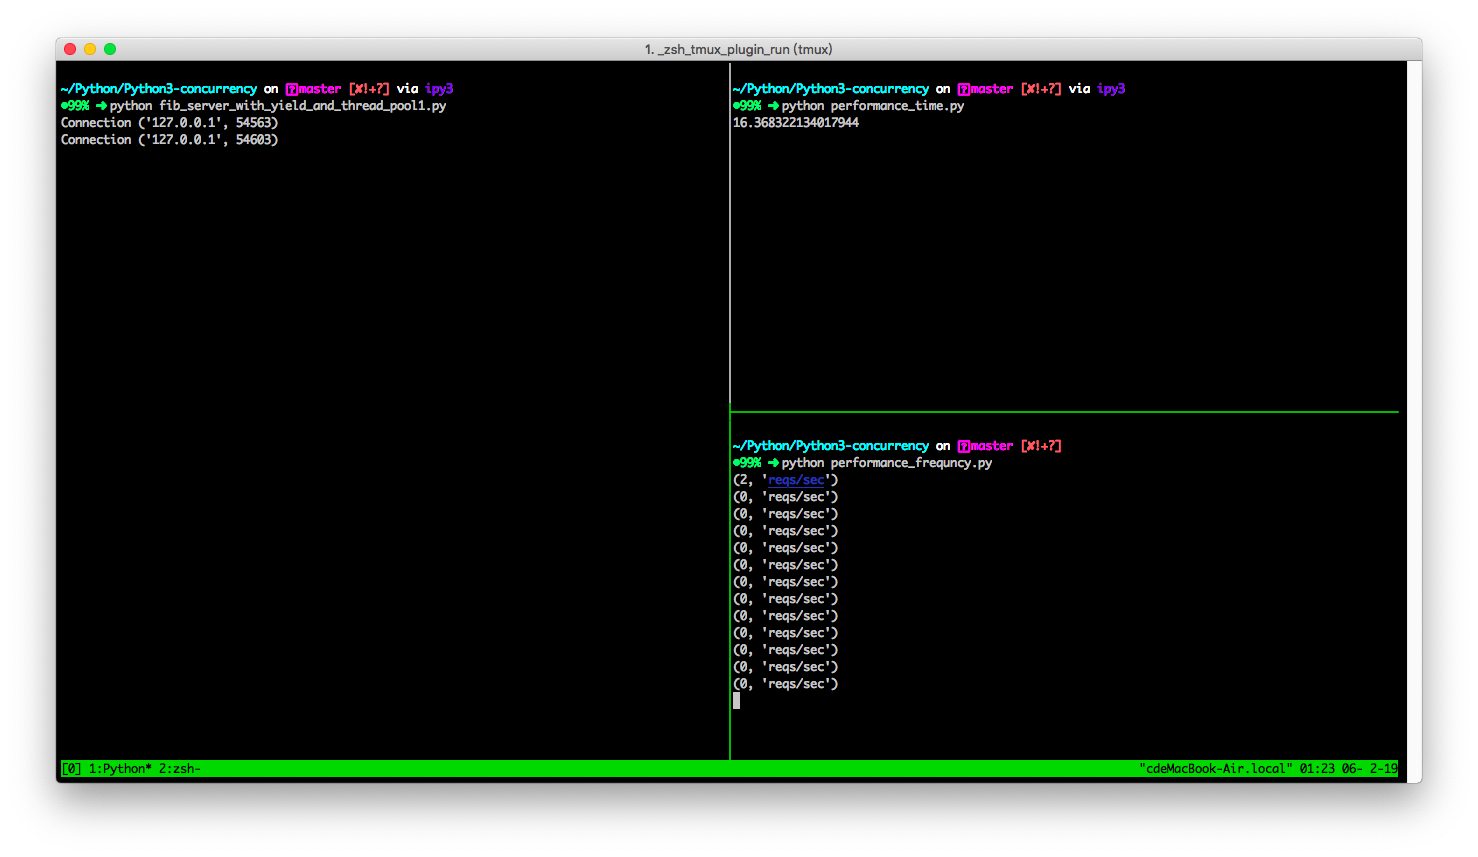 1. _zsh_tmux_plugin_run (tmux)
~/Python/Python3-concurrency on master [✘!+?] via ipy3
●99% ➜ python fib_server_with_yield_and_thread_pool1.py
Connection ('127.0.0.1', 54563)
Connection ('127.0.0.1', 54603)
~/Python/Python3-concurrency on master [✘!+?] via ipy3
●99% ➜ python performance_time.py
16.368322134017944
~/Python/Python3-concurrency on master [✘!+?]
●99% ➜ python performance_frequncy.py
(2, 'reqs/sec')
(0, 'reqs/sec')
(0, 'reqs/sec')
(0, 'reqs/sec')
(0, 'reqs/sec')
(0, 'reqs/sec')
(0, 'reqs/sec')
(0, 'reqs/sec')
(0, 'reqs/sec')
(0, 'reqs/sec')
(0, 'reqs/sec')
(0, 'reqs/sec')
(0, 'reqs/sec')
[0] 1:Python* 2:zsh- "cdeMacBook-Air.local" 01:23 06- 2-19